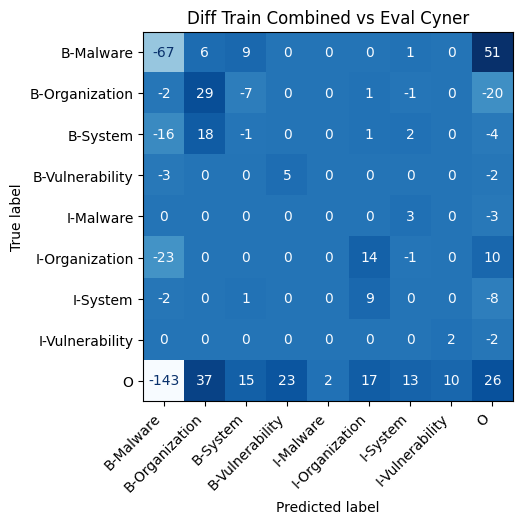 Diff Train Combined vs Eval Cyner
True label
B-Malware -67 6 9 0 0 0 1 0 51
B-Organization -2 29 -7 0 0 1 -1 0 -20
B-System -16 18 -1 0 0 1 2 0 -4
B-Vulnerability -3 0 0 5 0 0 0 0 -2
I-Malware 0 0 0 0 0 0 3 0 -3
I-Organization -23 0 0 0 0 14 -1 0 10
I-System -2 0 1 0 0 9 0 0 -8
I-Vulnerability 0 0 0 0 0 0 0 2 -2
O -143 37 15 23 2 17 13 10 26
B-Malware B-Organization B-System B-Vulnerability I-Malware I-Organization I-System I-Vulnerability O
Predicted label